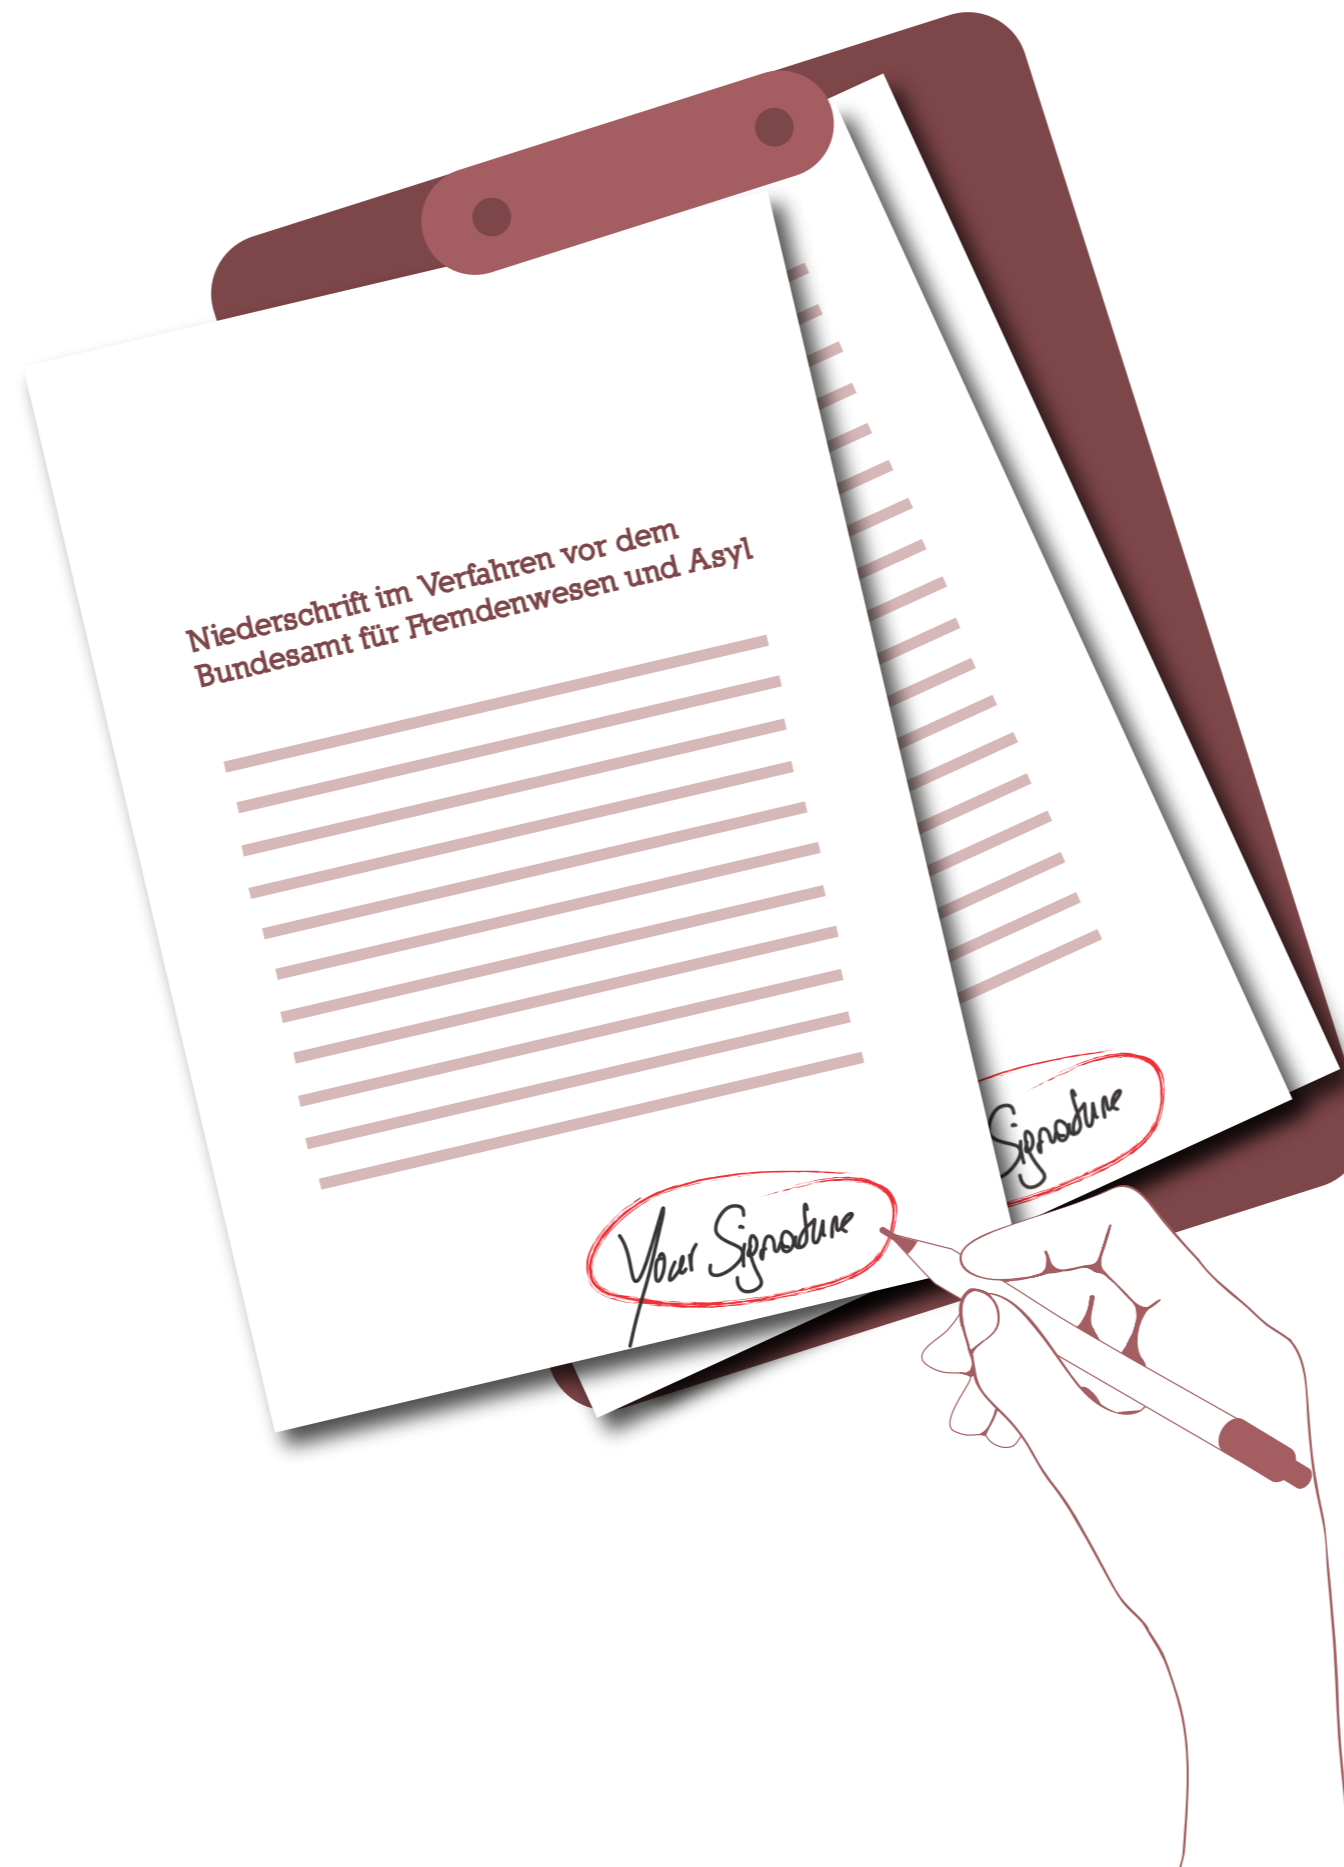 Niederschrift im Verfahren vor dem
Bundesamt für Fremdenwesen und Asyl
Your Signature
Signature